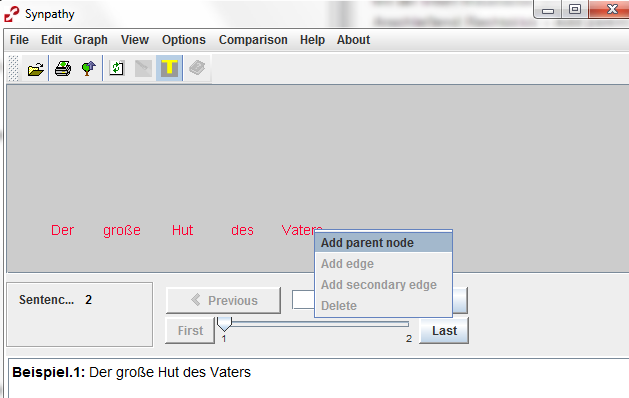 Synpathy
File Edit Graph View Options Comparison Help About
T
Der große Hut des Vaters
Add parent node
Add edge
Add secondary edge
Delete
Sentenc... 2
Previous
First
1
2
Last
Beispiel.1: Der große Hut des Vaters